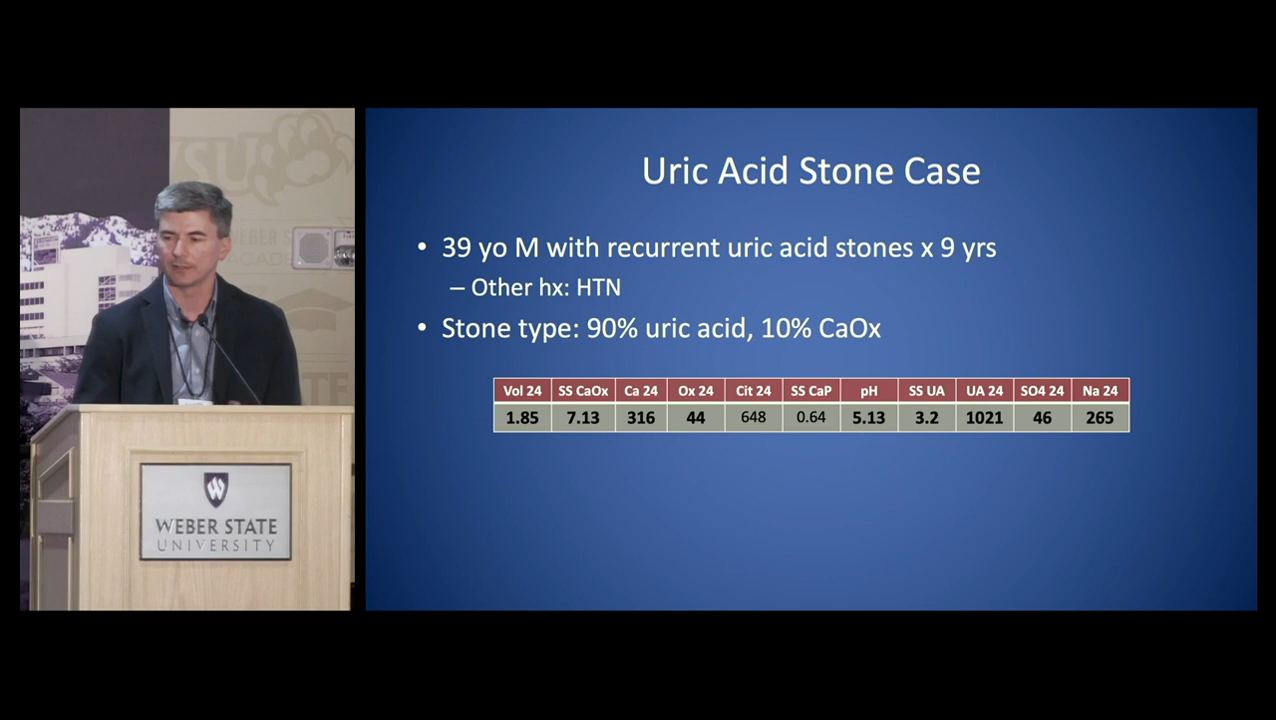 Uric Acid Stone Case
• 39 yo M with recurrent uric acid stones x 9 yrs
– Other hx: HTN
• Stone type: 90% uric acid, 10% CaOx
Vol 24 SS CaOx Ca 24 Ox 24 Cit 24 SS CaP pH SS UA UA 24 SO4 24 Na 24
1.85 7.13 316 44 648 0.64 5.13 3.2 1021 46 265
WSU
WEBER STATE
UNIVERSITY